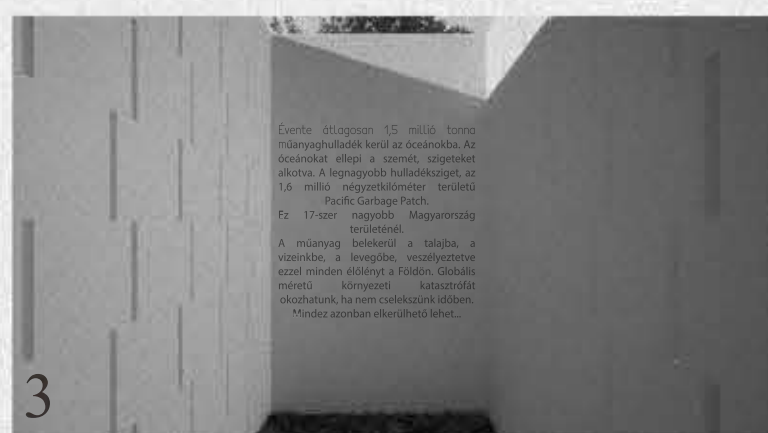 Évente átlagosan 1,5 millió tonna
műanyaghulladék kerül az óceánokba. Az
óceánokat ellepi a szemét, szigeteket
alkotva. A legnagyobb hulladéksziget, az
1,6 millió négyzetkilóméter területű
Pacific Garbage Patch.
Ez 17-szer nagyobb Magyarország
területénél.
A műanyag belekerül a talajba, a
vizeinkbe, a levegőbe, veszélyeztetve
ezzel minden élőlényt a Földön. Globális
méretű környezeti katasztrófát
okozhatunk, ha nem cselekszünk időben.
Mindez azonban elkerülhető lehet...
3